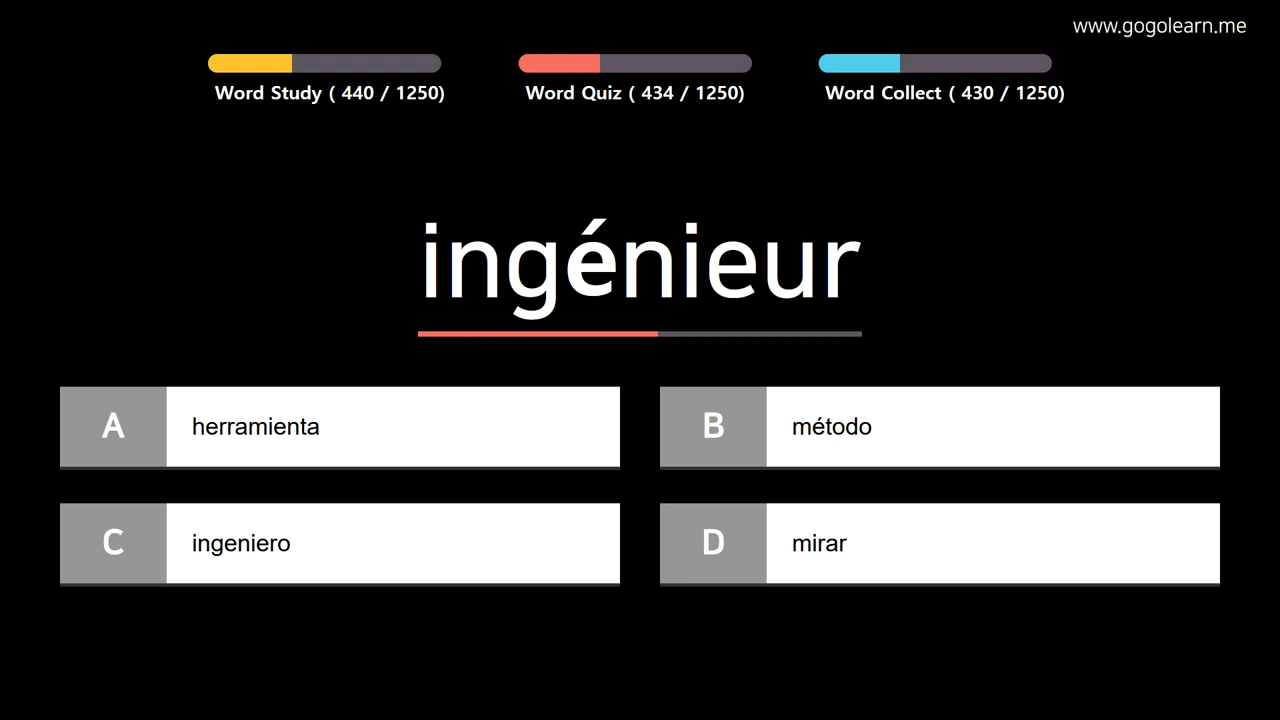 www.gogolearn.me
Word Study ( 440 / 1250)
Word Quiz ( 434 / 1250)
Word Collect ( 430 / 1250)
ingénieur
A herramienta
B método
C ingeniero
D mirar